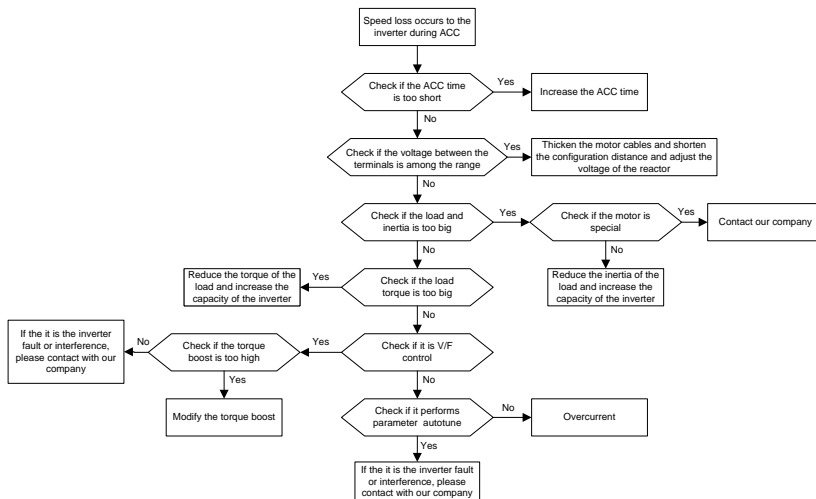 Speed loss occurs to the
inverter during ACC
Check if the ACC time
is too short
Yes
Increase the ACC time
No
Check if the voltage between the
terminals is among the range
Yes
Thicken the motor cables and shorten
the configuration distance and adjust the
voltage of the reactor
No
Check if the load and
inertia is too big
Yes
Check if the motor is
special
Yes
Contact our company
No
No
Reduce the torque of the
load and increase the
capacity of the inverter
Yes
Check if the load
torque is too big
Reduce the inertia of the
load and increase the
capacity of the inverter
No
If the it is the inverter
fault or interference,
please contact with our
company
No
Check if the torque
boost is too high
Yes
Check if it is V/F
control
Yes
No
Modify the torque boost
Check if it performs
parameter autotune
No
Overcurrent
Yes
If the it is the inverter fault
or interference, please
contact with our company